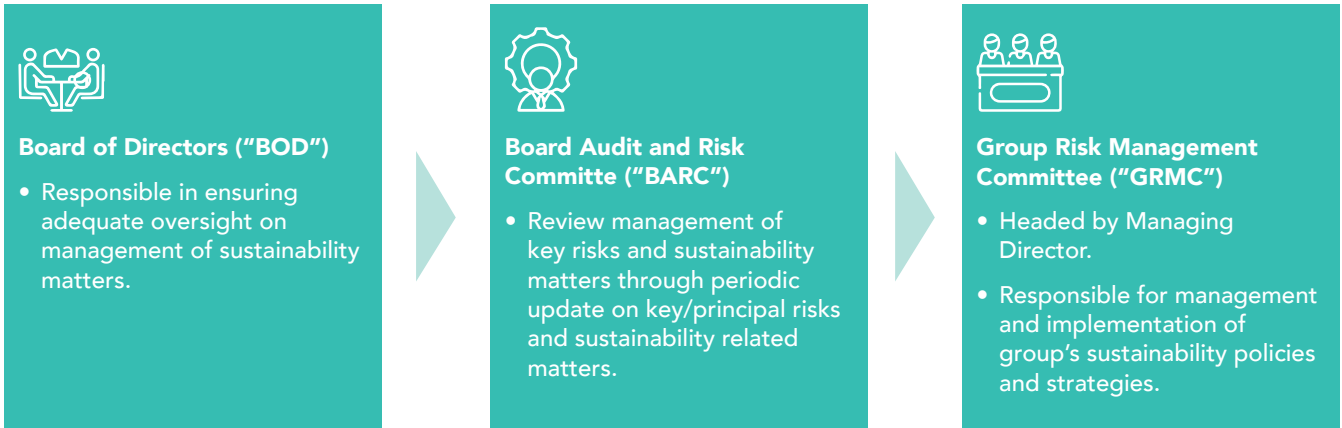 Board of Directors (“BOD”)
• Responsible in ensuring
adequate oversight on
management of sustainability
matters.
Board Audit and Risk
Committe (“BARC”)
• Review management of
key risks and sustainability
matters through periodic
update on key/principal risks
and sustainability related
matters.
Group Risk Management
Committee (“GRMC”)
• Headed by Managing
Director.
• Responsible for management
and implementation of
group’s sustainability policies
and strategies.